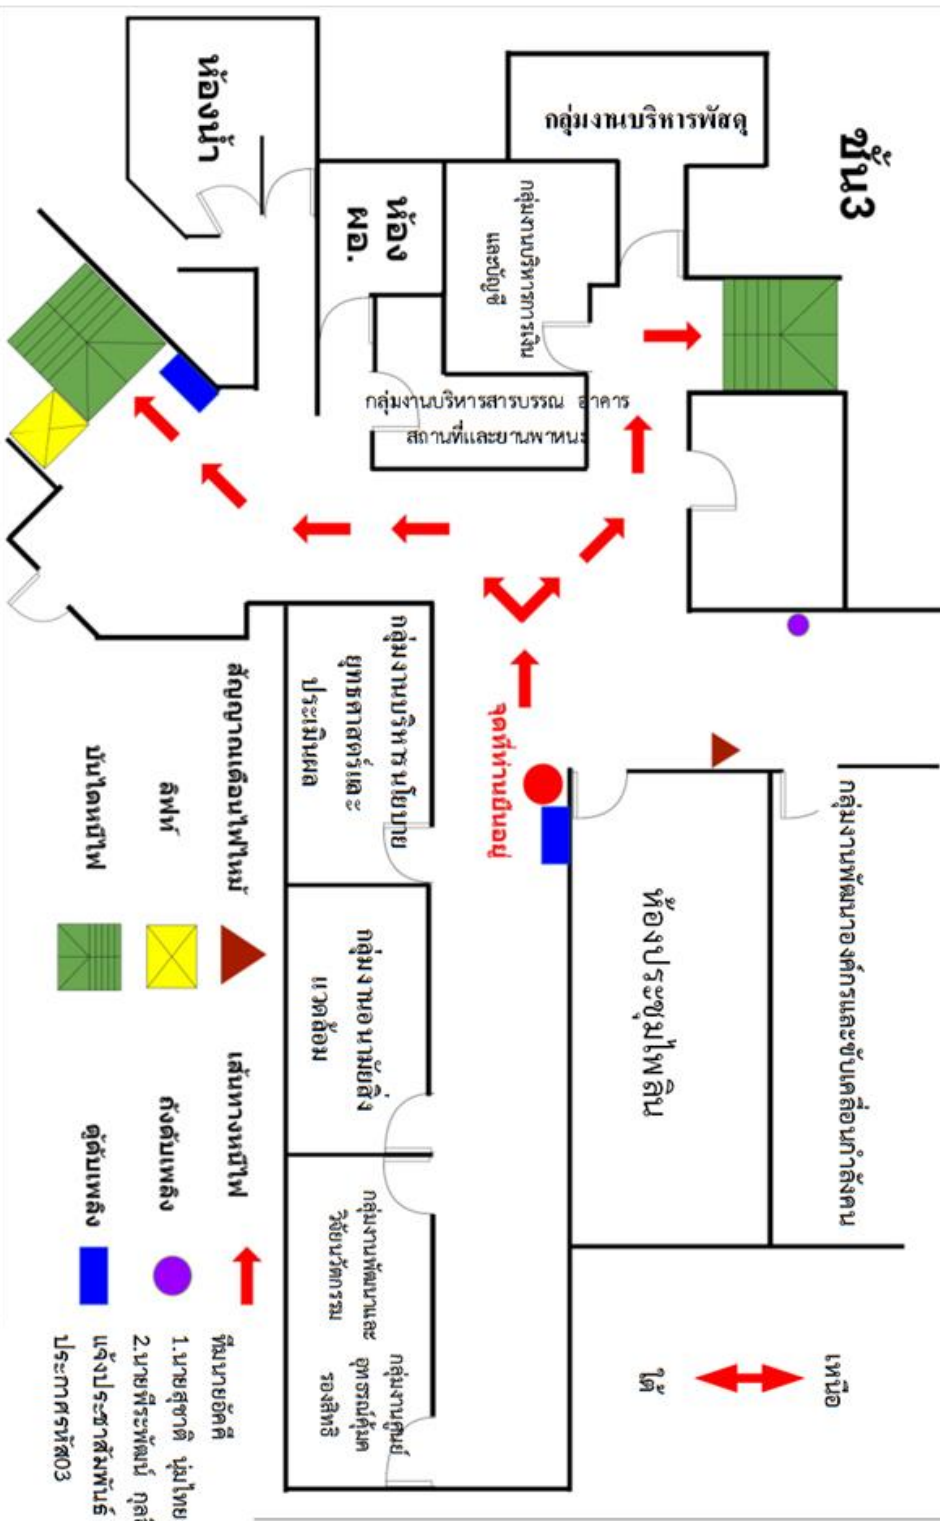 ชั้น3
กลุ่มงานบริหารพัสดุ
ห้องน้ำ
ห้อง
ผอ.
กลุ่มงานบริหารการเงิน
และบัญชี
กลุ่มงานบริหารสารบรรณ อาคาร
สถานที่และยานพาหนะ
กลุ่มงานบริหารนโยบาย
ยุทธศาสตร์และ
ประเมินผล
จุดที่ท่านยืนอยู่
กลุ่มงานพัฒนาองค์กรและขับเคลื่อนกำลังคน
ห้องประชุมไพลิน
กลุ่มงานอนามัยสิ่ง
แวดล้อม
กลุ่มงานพัฒนาและ
วิจัยนวัตกรรม
กลุ่มงานศูนย์
อุทธรณ์คุ้มค
รองสิทธิ
สัญญาณเตือนไฟไหม้
ลิฟท์
บันไดหนีไฟ
เส้นทางหนีไฟ
ถังดับเพลิง
ตู้ดับเพลิง
ทีมนายอัคคี
1.นายสุชาติ นุ่มไทย
2.นายพีระพัฒน์
แจ้งประชาสัมพันธ์
ประกาศรหัส03
เหนือ
ใต้